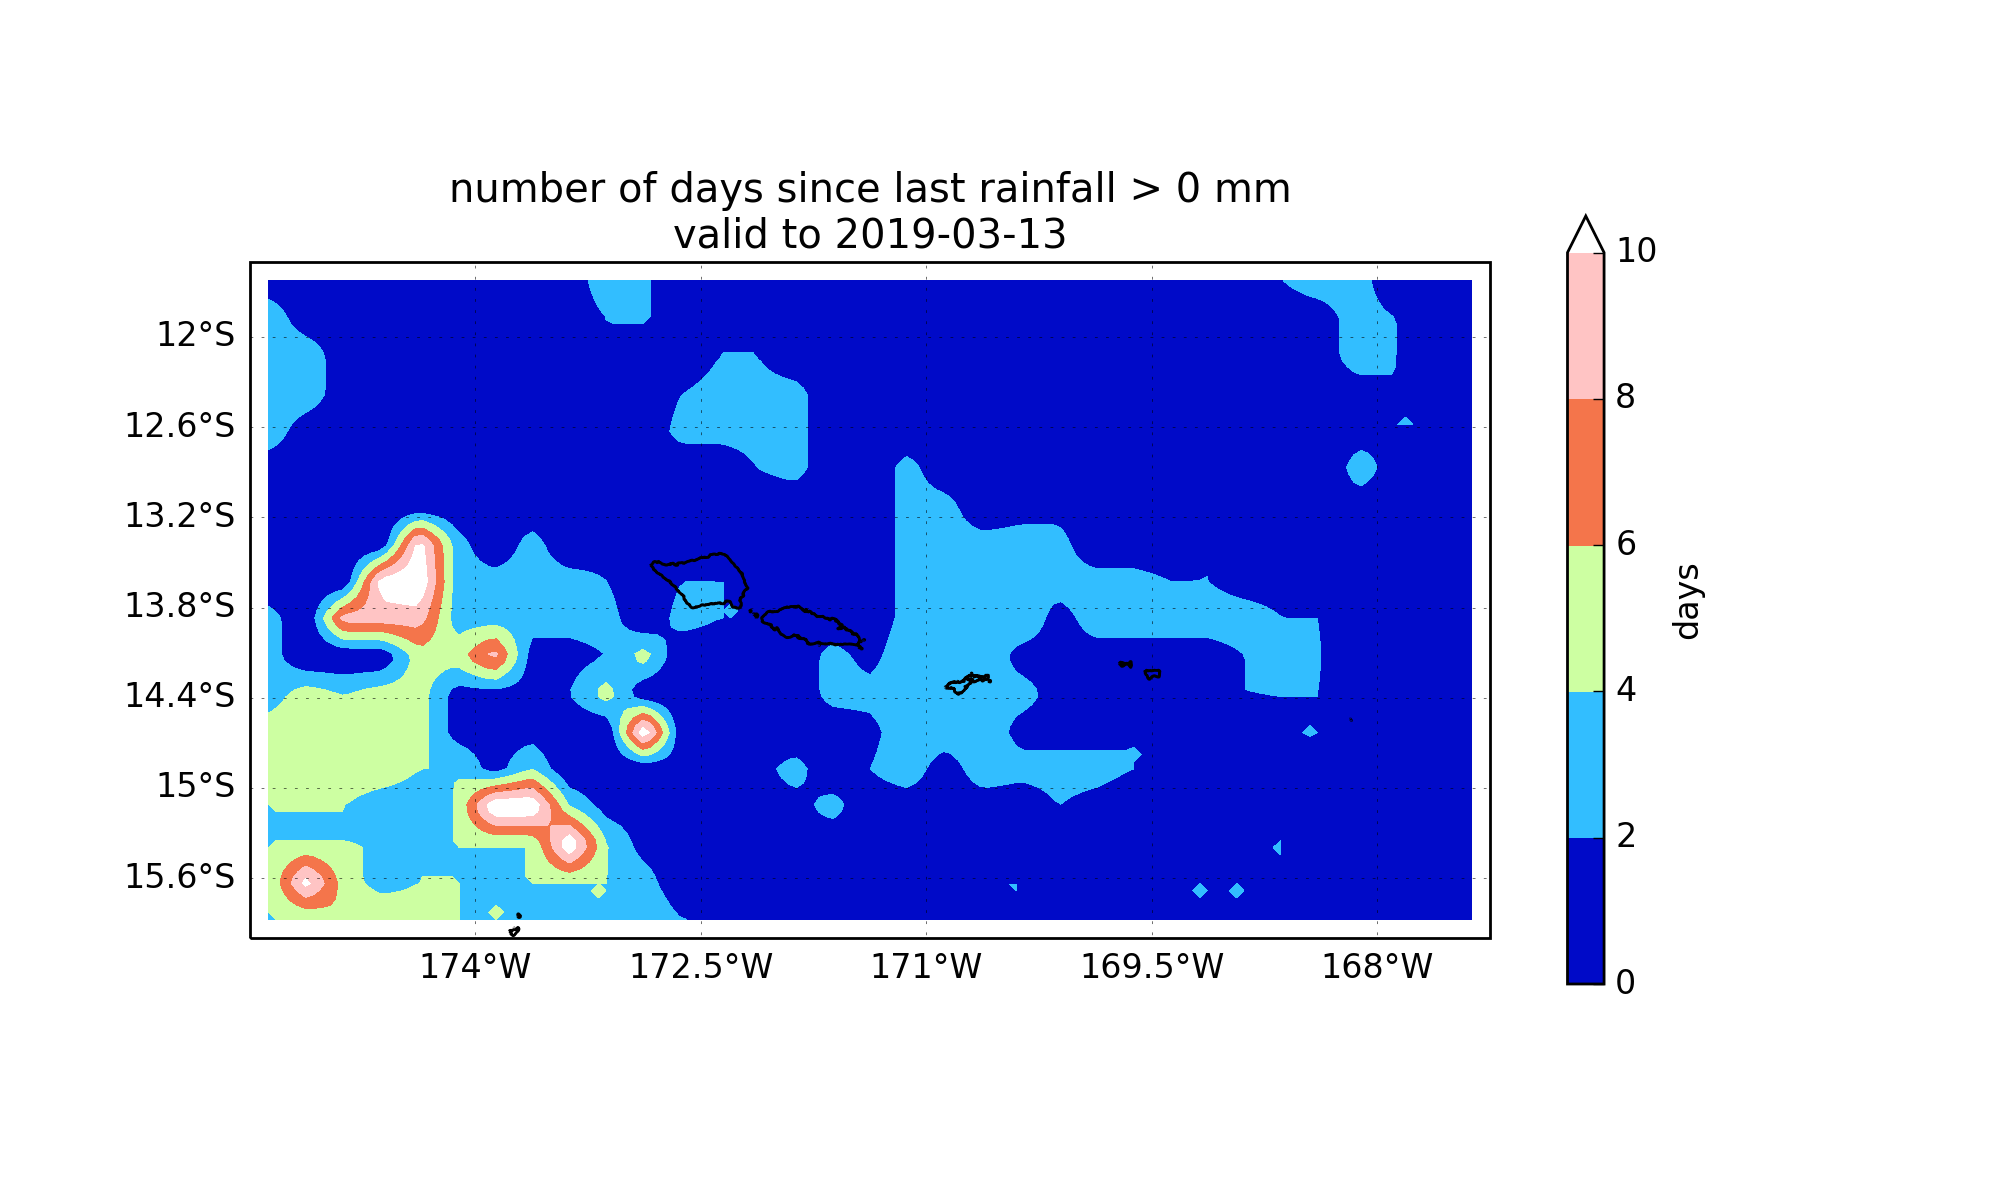 number of days since last rainfall > 0 mm
valid to 2019-03-13
12°S
12.6°S
13.2°S
13.8°S
14.4°S
15°S
15.6°S
174°W
172.5°W
171°W
169.5°W
168°W
10
8
6
4
2
0
days